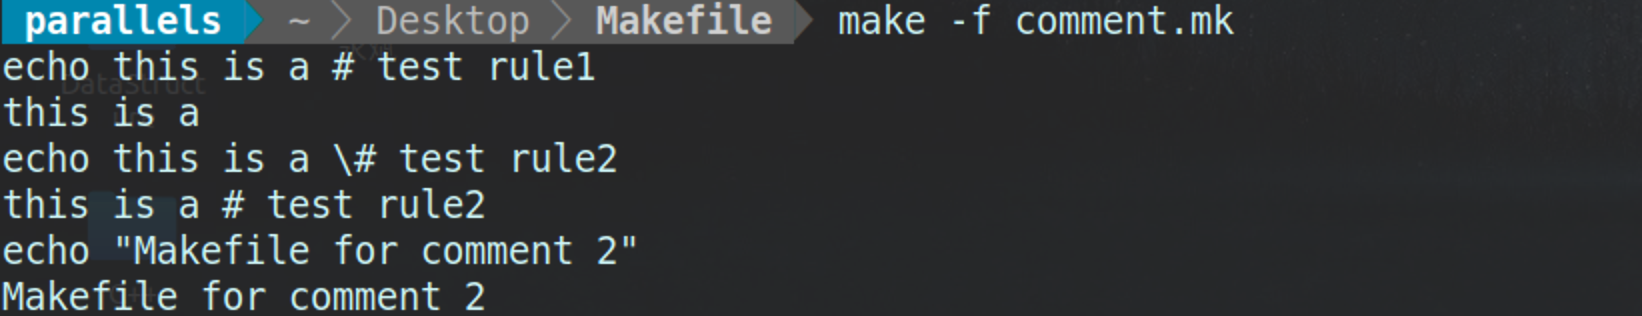 parallels ~ Desktop Makefile make -f comment.mk
echo this is a # test rule1
DataStruct
this is a
echo this is a \# test rule2
this is a # test rule2
echo "Makefile for comment 2"
Makefile for comment 2